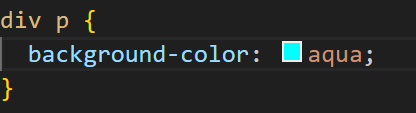 div p {
  background-color: aqua;
}